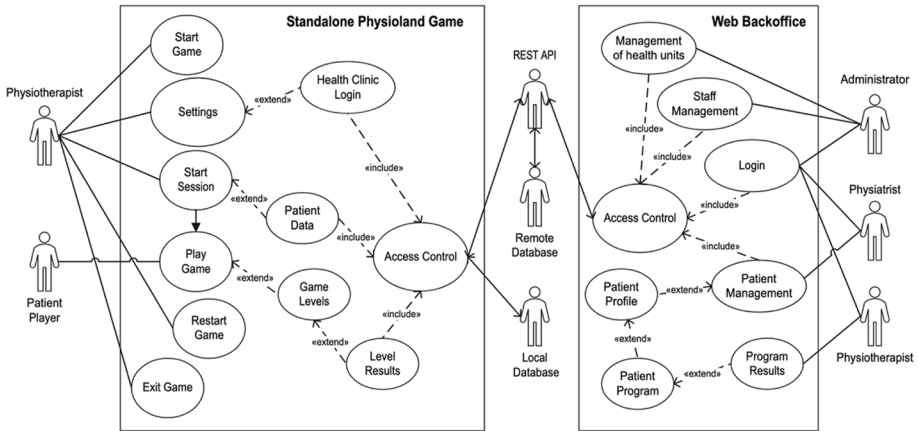 Standalone Physioland Game
Web Backoffice
Physiotherapist
Start
Game
Settings
«extend»
Health Clinic
Login
«include»
Start
Session
«extend»
Patient
Data
«include»
Access Control
Play
Game
«extend»
Game
Levels
«include»
«extend»
Level
Results
Restart
Game
Exit Game
Patient
Player
REST API
Remote
Database
Local
Database
Management
of health units
Staff
Management
«include»
«include»
Login
«include»
Access Control
«include»
Patient
Profile
«extend»
Patient
Management
«extend»
Patient
Program
«extend»
Program
Results
Administrator
Physiatrist
Physiotherapist